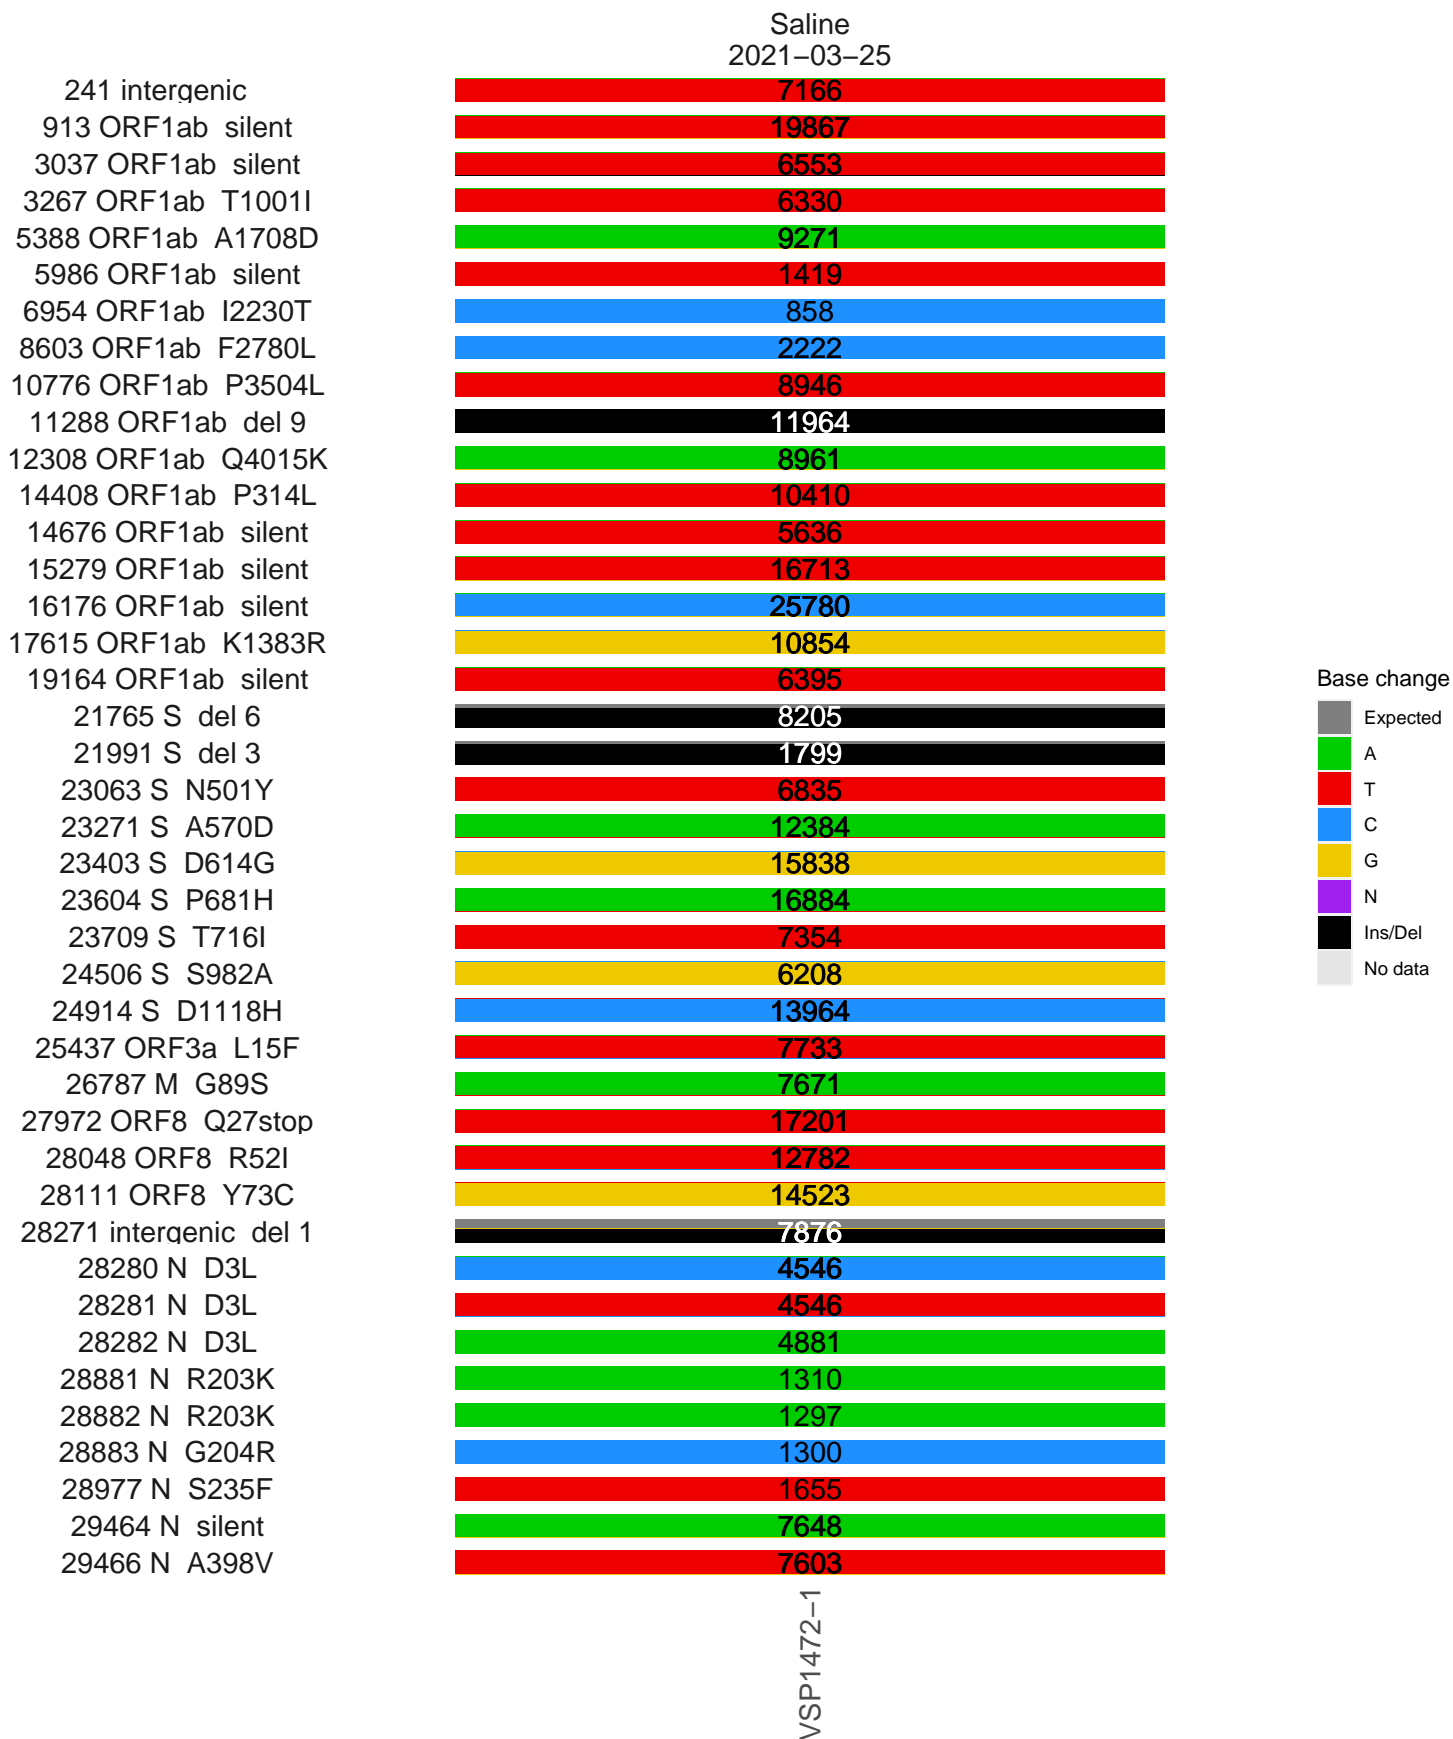 Saline
2021−03−25
241 intergenic 7166
913 ORF1ab silent 19867
3037 ORF1ab silent 6553
3267 ORF1ab T1001I 6330
5388 ORF1ab A1708D 9271
5986 ORF1ab silent 1419
6954 ORF1ab I2230T 858
8603 ORF1ab F2780L 2222
10776 ORF1ab P3504L 8946
11288 ORF1ab del 9 11964
12308 ORF1ab Q4015K 8961
14408 ORF1ab P314L 10410
14676 ORF1ab silent 5636
15279 ORF1ab silent 16713
16176 ORF1ab silent 25780
17615 ORF1ab K1383R 10854
19164 ORF1ab silent 6395
21765 S del 6 8205
21991 S del 3 1799
23063 S N501Y 6835
23271 S A570D 12384
23403 S D614G 15838
23604 S P681H 16884
23709 S T716I 7354
24506 S S982A 6208
24914 S D1118H 13964
25437 ORF3a L15F 7733
26787 M G89S 7671
27972 ORF8 Q27stop 17201
28048 ORF8 R52I 12782
28111 ORF8 Y73C 14523
28271 intergenic del 1 7876
28280 N D3L 4546
28281 N D3L 4546
28282 N D3L 4881
28881 N R203K 1310
28882 N R203K 1297
28883 N G204R 1300
28977 N S235F 1655
29464 N silent 7648
29466 N A398V 7603
VSP1472−1
Base change
Expected
A
T
C
G
N
Ins/Del
No data